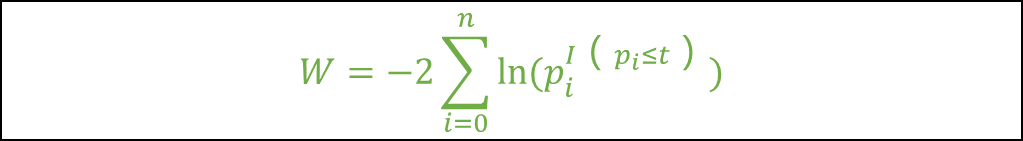 W = −2 ∑_{i=0}^{n} ln(p_i^{I(p_i≤t)})